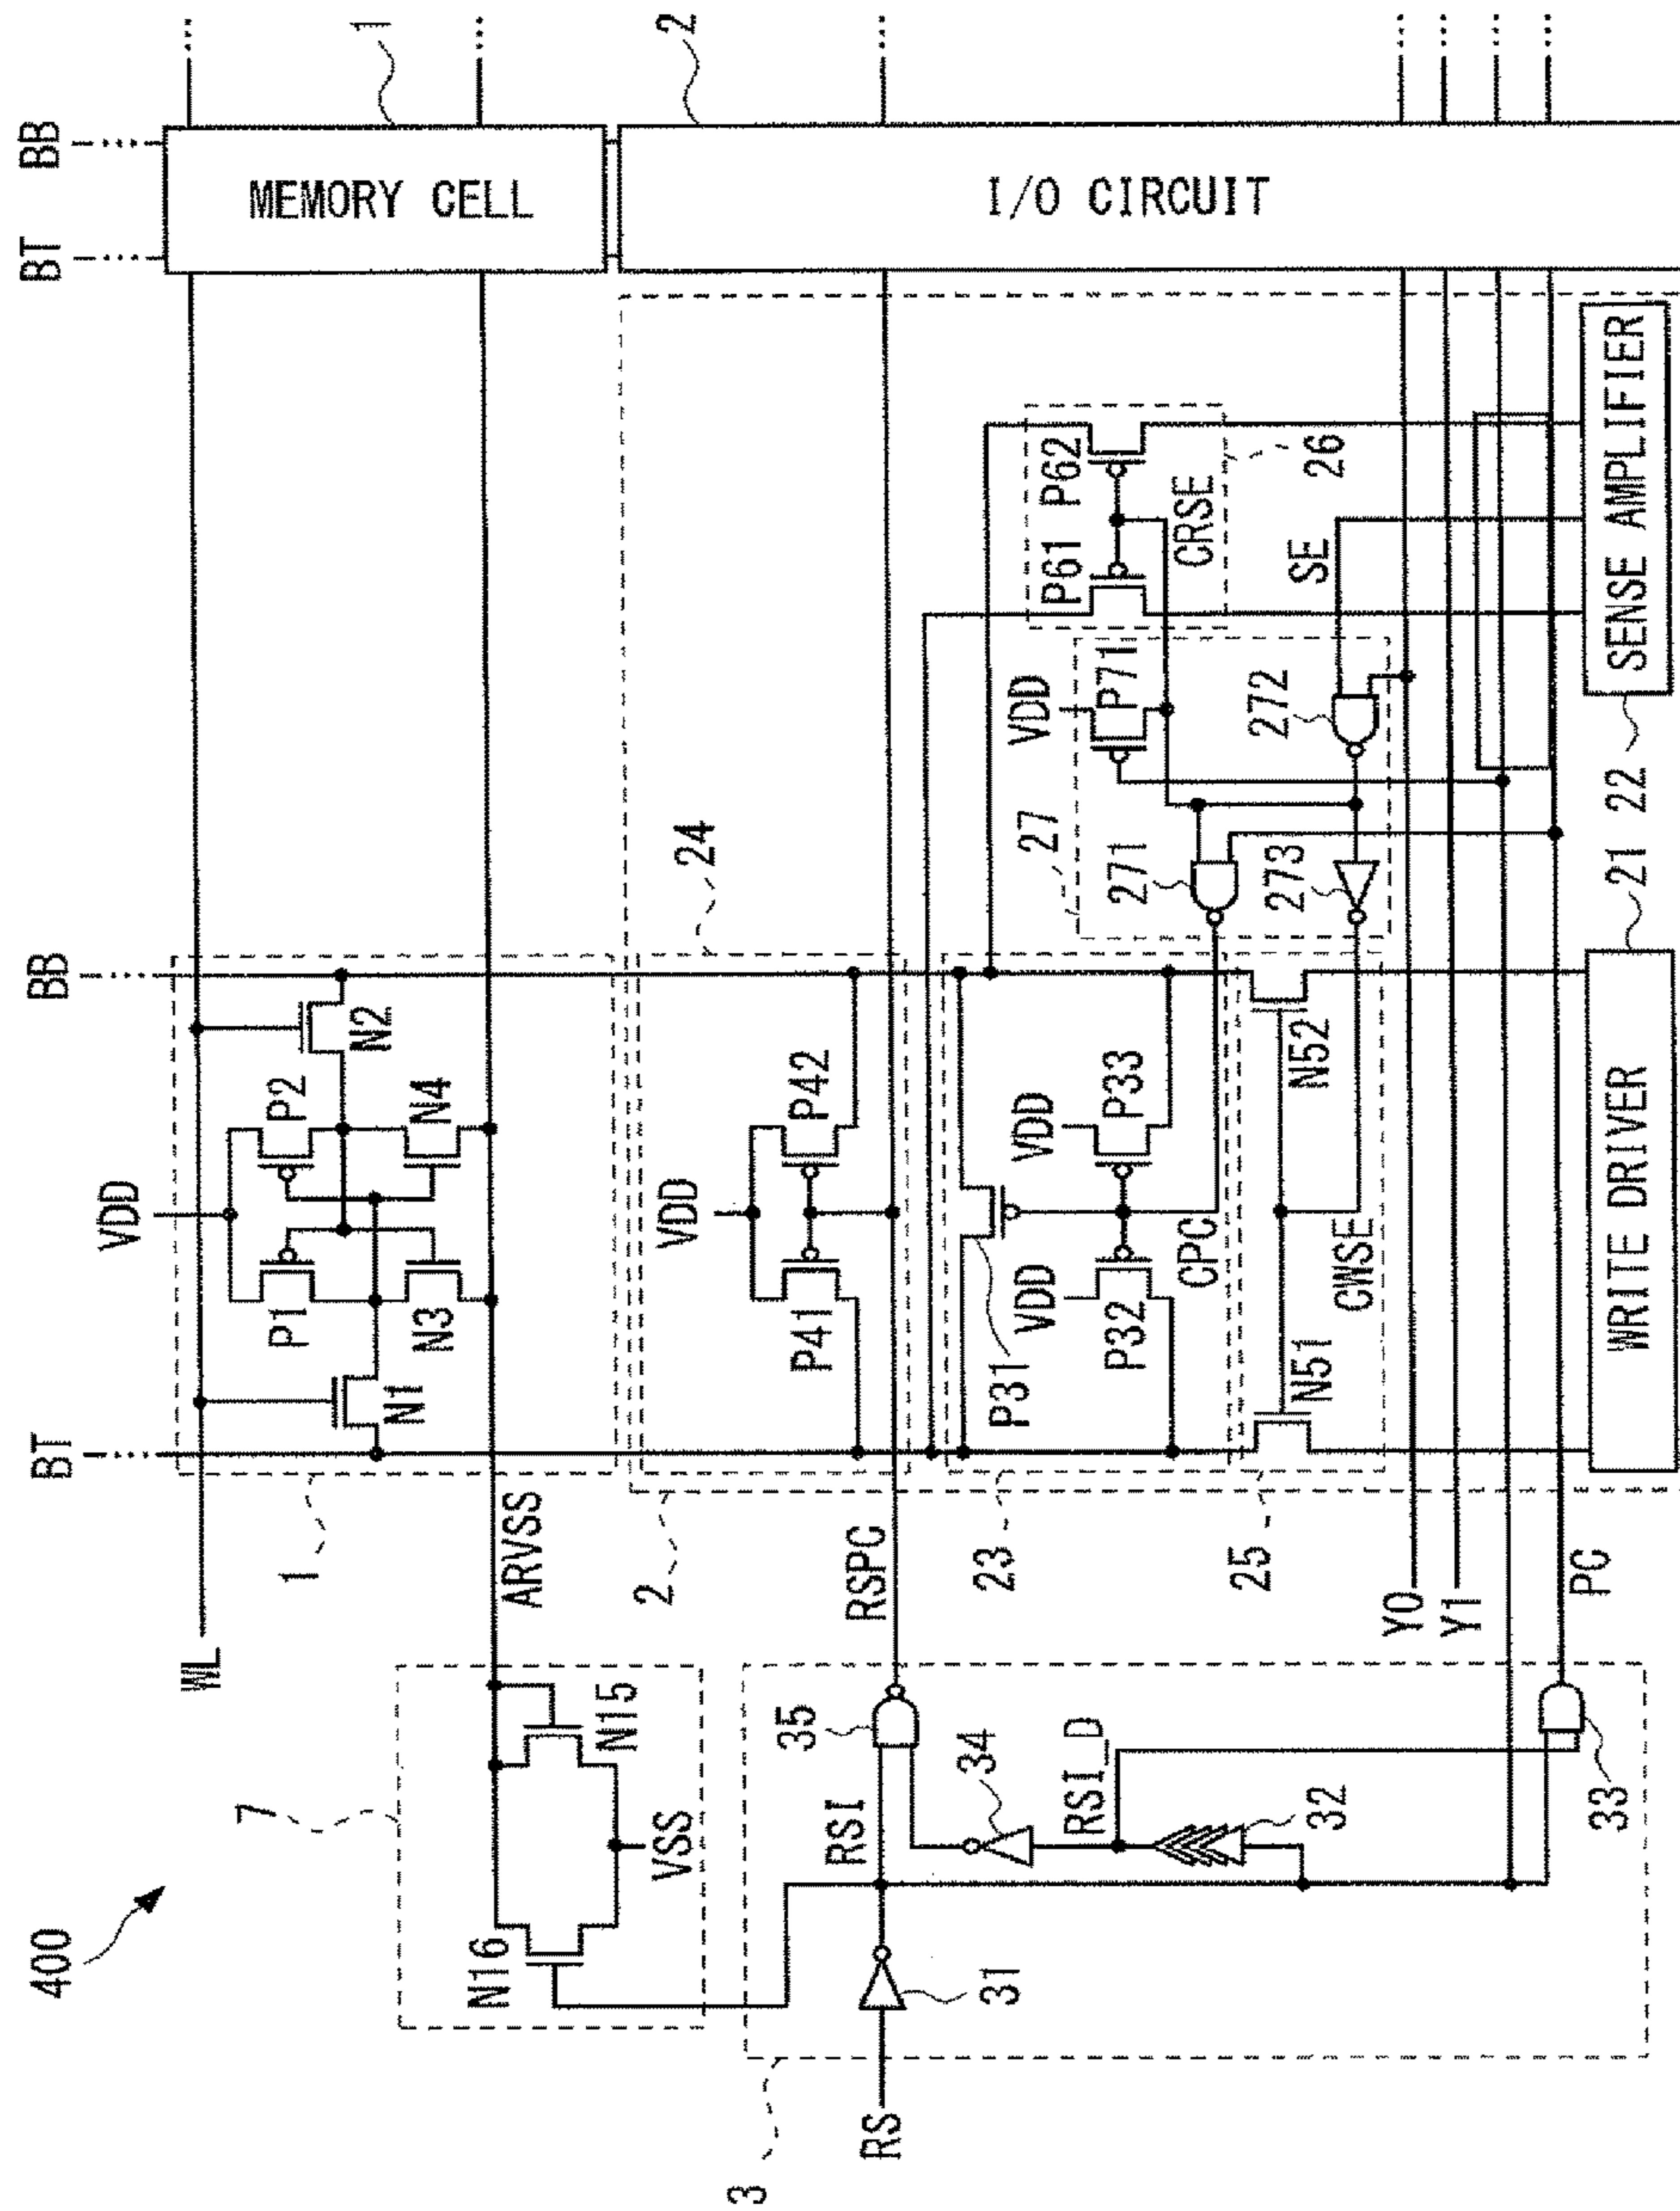 400
BT
BB
BT
BB
WL
VDD
P1
P2
N1
N2
N3
N4
1
MEMORY CELL
1
ARVSS
7
N16
N15
VSS
2
24
VDD
P41
P42
RSPC
I/O CIRCUIT
2
3
RS
31
RSI
35
34
RSI_D
32
33
PC
23
P31
VDD
P32
VDD
P33
CPC
25
N51
N52
CWSE
27
271
273
272
VDD
P71
P61
P62
CRSE
26
SE
Y0
Y1
WRITE DRIVER
21
22
SENSE AMPLIFIER